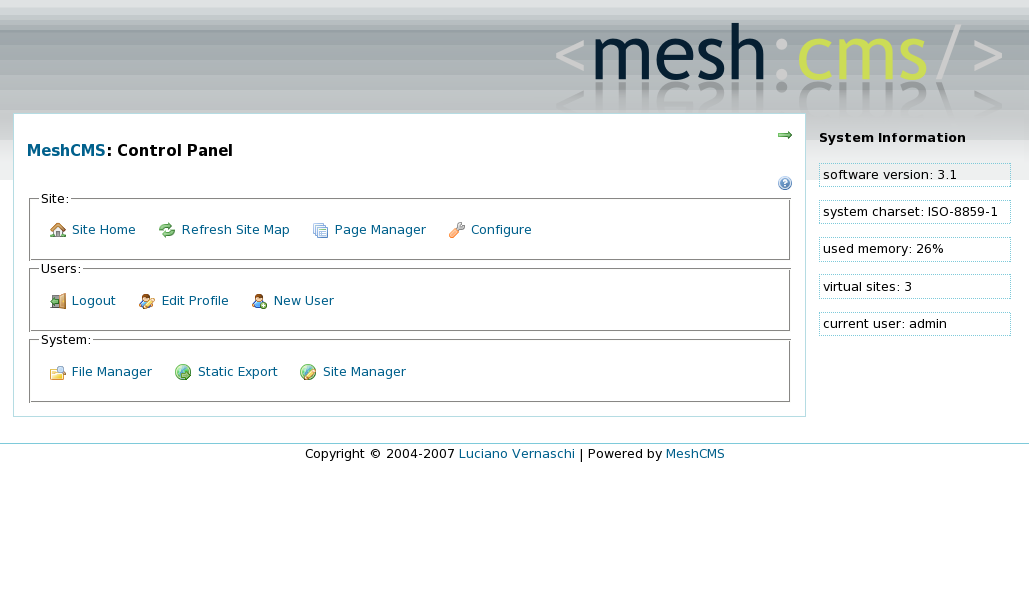 <mesh:cms/>
MeshCMS: Control Panel
Site:
Site Home Refresh Site Map Page Manager Configure
Users:
Logout Edit Profile New User
System:
File Manager Static Export Site Manager
System Information
software version: 3.1
system charset: ISO-8859-1
used memory: 26%
virtual sites: 3
current user: admin
Copyright © 2004-2007 Luciano Vernaschi | Powered by MeshCMS